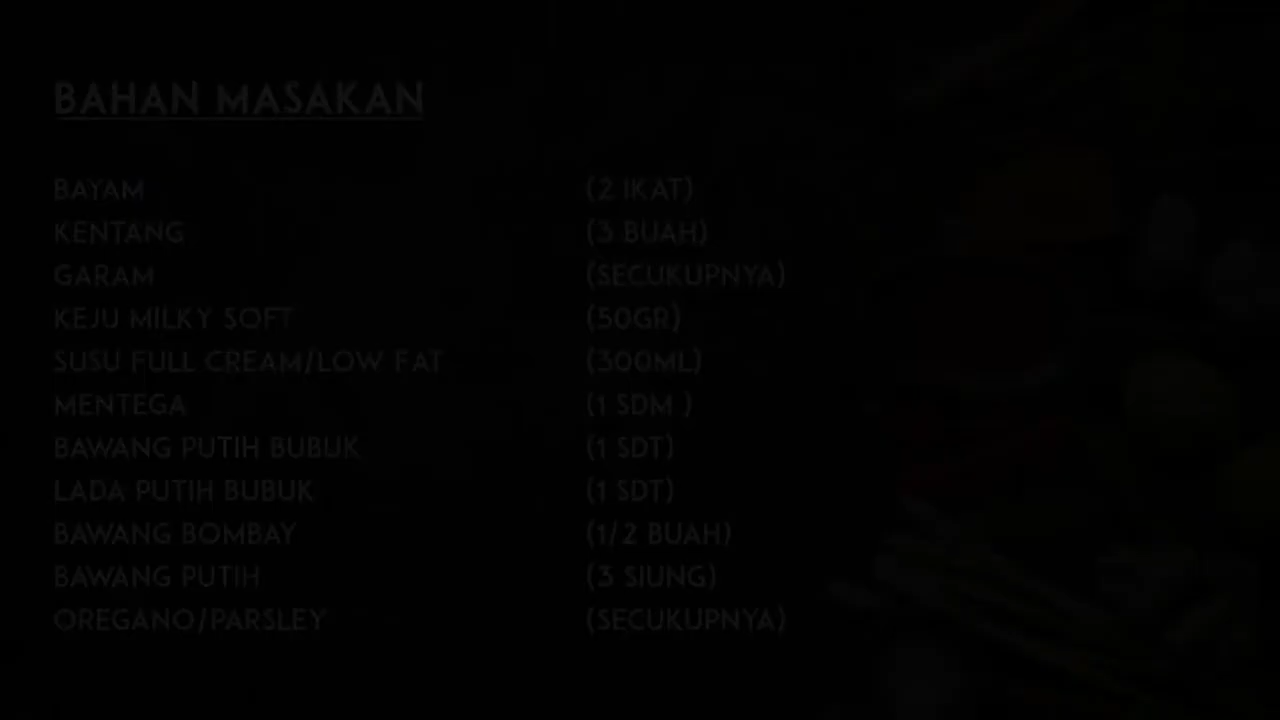 BAHAN MASAKAN
BAYAM (2 IKAT)
KENTANG (3 BUAH)
GARAM (SECUKUPNYA)
KEJU MILKY SOFT (50GR)
SUSU FULL CREAM/LOW FAT (300ML)
MENTEGA (1 SDM )
BAWANG PUTIH BUBUK (1 SDT)
LADA PUTIH BUBUK (1 SDT)
BAWANG BOMBAY (1/2 BUAH)
BAWANG PUTIH (3 SIUNG)
OREGANO/PARSLEY (SECUKUPNYA)